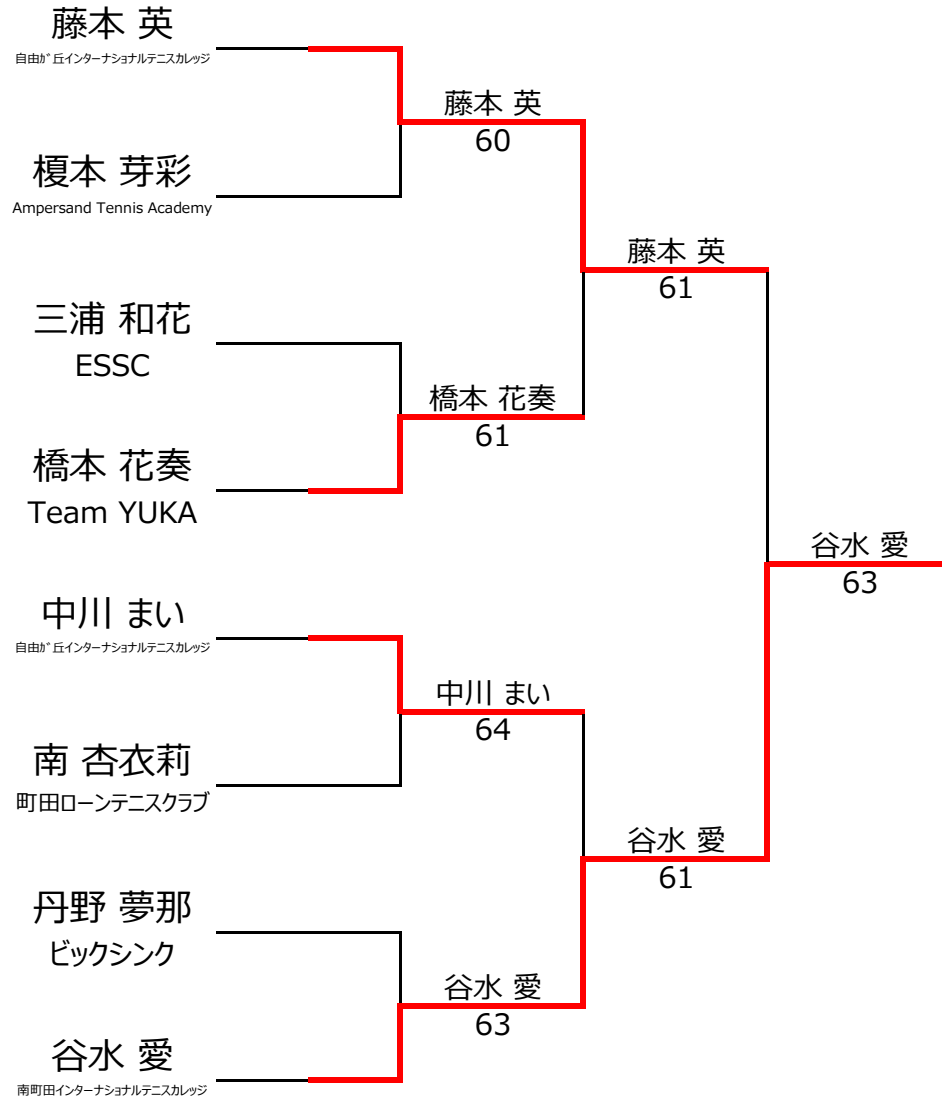 藤本 英
自由ガ丘インターナショナルテニスカレッジ
藤本 英
60
榎本 芽彩
Ampersand Tennis Academy
藤本 英
61
三浦 和花
ESSC
橋本 花奏
61
橋本 花奏
Team YUKA
谷水 愛
63
中川 まい
自由ガ丘インターナショナルテニスカレッジ
中川 まい
64
南 杏衣莉
町田ローンテニスクラブ
谷水 愛
61
丹野 夢那
ビックシンク
谷水 愛
63
谷水 愛
南町田インターナショナルテニスカレッジ